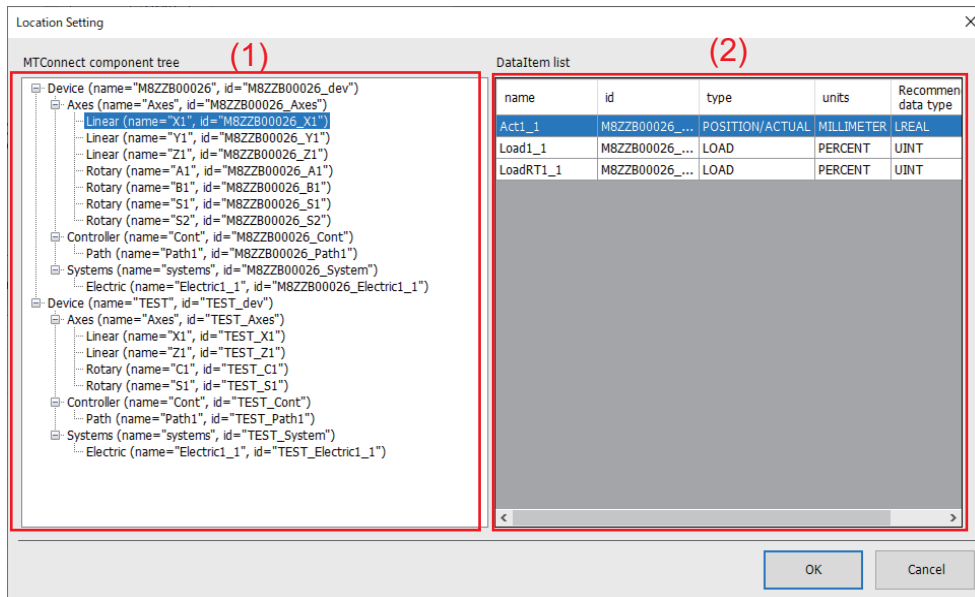 Location Setting
MTConnect component tree
(1)
DataItem list
(2)
Device (name="M8ZZB00026", id="M8ZZB00026_dev")
Axes (name="Axes", id="M8ZZB00026_Axes")
Linear (name="X1", id="M8ZZB00026_X1")
Linear (name="Y1", id="M8ZZB00026_Y1")
Linear (name="Z1", id="M8ZZB00026_Z1")
Rotary (name="A1", id="M8ZZB00026_A1")
Rotary (name="B1", id="M8ZZB00026_B1")
Rotary (name="S1", id="M8ZZB00026_S1")
Rotary (name="S2", id="M8ZZB00026_S2")
Controller (name="Cont", id="M8ZZB00026_Cont")
Path (name="Path1", id="M8ZZB00026_Path1")
Systems (name="systems", id="M8ZZB00026_System")
Electric (name="Electric1_1", id="M8ZZB00026_Electric1_1")
Device (name="TEST", id="TEST_dev")
Axes (name="Axes", id="TEST_Axes")
Linear (name="X1", id="TEST_X1")
Linear (name="Z1", id="TEST_Z1")
Rotary (name="C1", id="TEST_C1")
Rotary (name="S1", id="TEST_S1")
Controller (name="Cont", id="TEST_Cont")
Path (name="Path1", id="TEST_Path1")
Systems (name="systems", id="TEST_System")
Electric (name="Electric1_1", id="TEST_Electric1_1")
name id type units Recommen
data type
Act1_1 M8ZZB00026_... POSITION/ACTUAL MILLIMETER LREAL
Load1_1 M8ZZB00026_... LOAD PERCENT UINT
LoadRT1_1 M8ZZB00026_... LOAD PERCENT UINT
OK Cancel